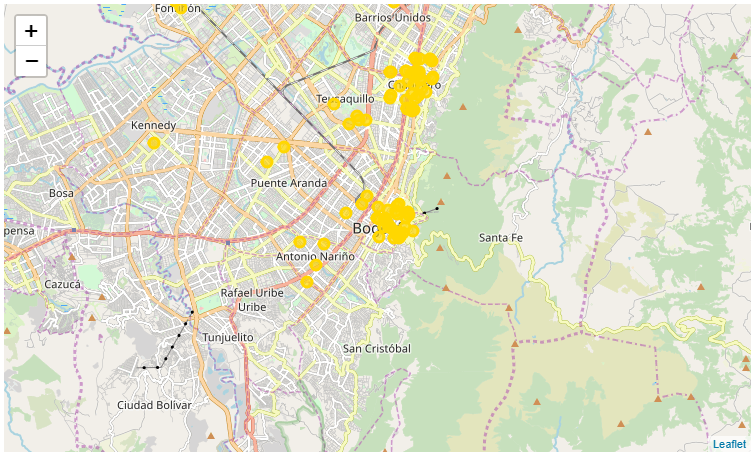 Fontibón
Barrios Unidos
+
−
Teusaquillo
Kennedy
Puente Aranda
Bosa
Santa Fe
Antonio Nariño
Cazucá
Rafael Uribe
Uribe
Tunjuelito
San Cristóbal
Ciudad Bolívar
Leaflet